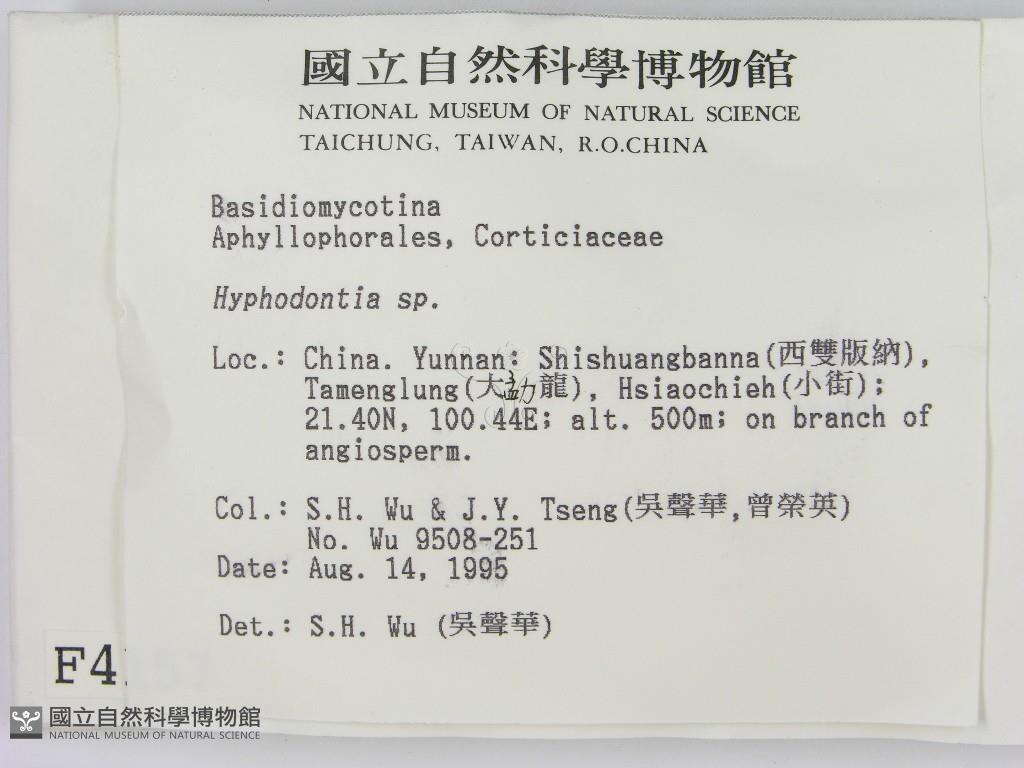 國立自然科學博物館
NATIONAL MUSEUM OF NATURAL SCIENCE
TAICHUNG, TAIWAN, R.O.CHINA
Basidiomycotina
Aphyllophorales, Corticiaceae
Hyphodontia sp.
Loc.: China. Yunnan: Shishuangbanna(西雙版納),
Tamenglung(大勐龍), Hsiaochieh(小街);
21.40N, 100.44E; alt. 500m; on branch of
angiosperm.
Col.: S.H. Wu & J.Y. Tseng(吳聲華,曾榮英)
No. Wu 9508-251
Date: Aug. 14, 1995
Det.: S.H. Wu (吳聲華)
F4
國立自然科學博物館
NATIONAL MUSEUM OF NATURAL SCIENCE